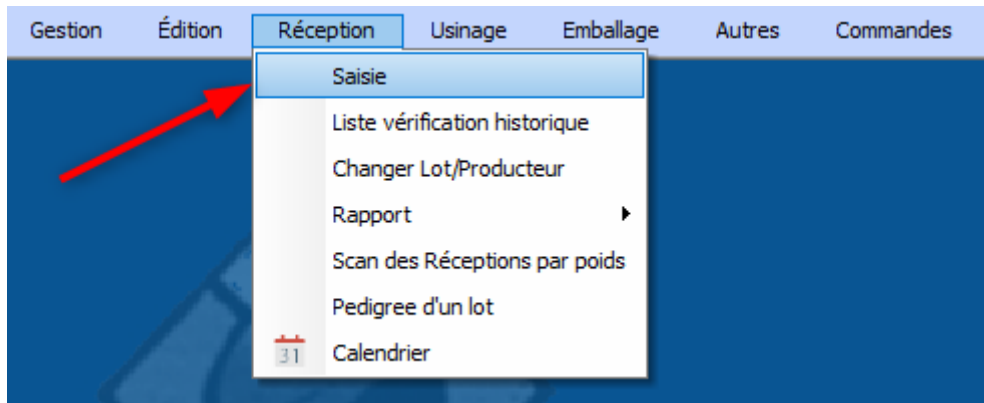 Gestion Édition Réception Usinage Emballage Autres Commandes
Saisie
Liste vérification historique
Changer Lot/Producteur
Rapport
Scan des Réceptions par poids
Pedigree d'un lot
31 Calendrier